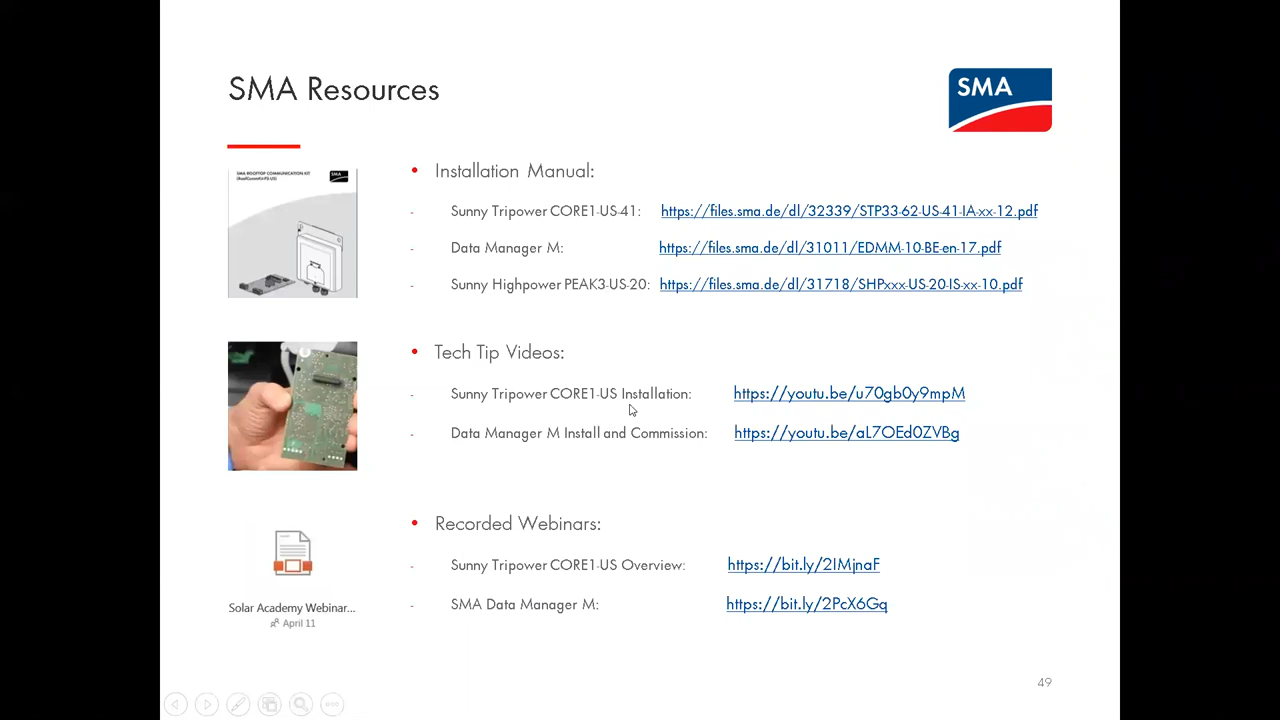 SMA Resources
SMA
SMA ROOFTOP COMMUNICATION KIT
SMA
• Installation Manual:
- Sunny Tripower CORE1-US-41: https://files.sma.de/dl/32339/STP33-62-US-41-IA-xx-12.pdf
- Data Manager M: https://files.sma.de/dl/31011/EDMM-10-BE-en-17.pdf
- Sunny Highpower PEAK3-US-20: https://files.sma.de/dl/31718/SHPxxx-US-20-IS-xx-10.pdf
• Tech Tip Videos:
- Sunny Tripower CORE1-US Installation: https://youtu.be/u70gb0y9mpM
- Data Manager M Install and Commission: https://youtu.be/aL7OEd0ZVBg
• Recorded Webinars:
- Sunny Tripower CORE1-US Overview: https://bit.ly/2IMjnaF
- SMA Data Manager M: https://bit.ly/2PcX6Gq
Solar Academy Webinar...
April 11
49